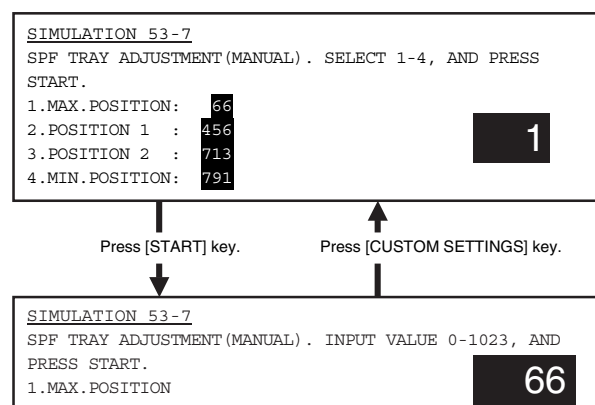 SIMULATION 53-7
SPF TRAY ADJUSTMENT(MANUAL). SELECT 1-4, AND PRESS
START.
1.MAX.POSITION: 66
2.POSITION 1 : 456
3.POSITION 2 : 713
4.MIN.POSITION: 791
1
Press [START] key.
Press [CUSTOM SETTINGS] key.
SIMULATION 53-7
SPF TRAY ADJUSTMENT(MANUAL). INPUT VALUE 0-1023, AND
PRESS START.
1.MAX.POSITION
66